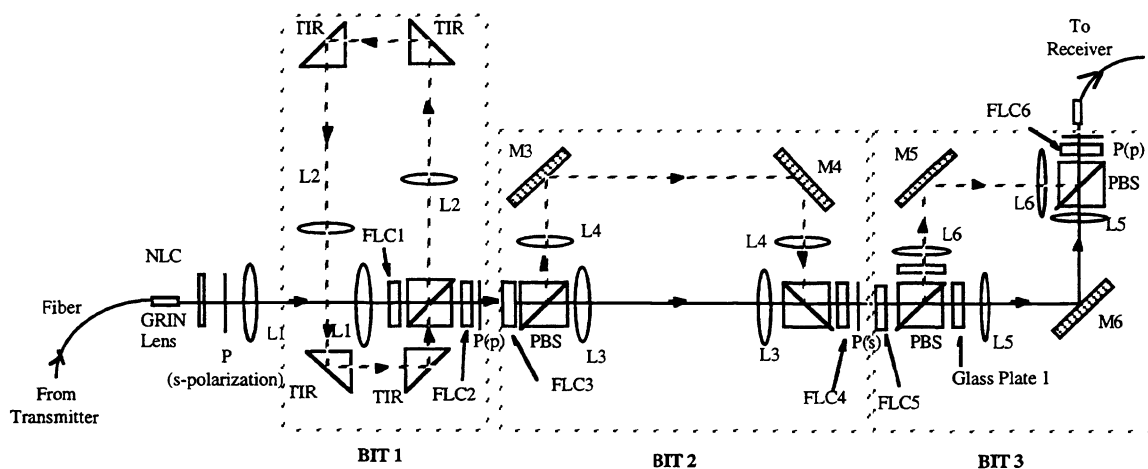 TIR
TIR
To
Receiver
FLC6
P(p)
PBS
M3
M4
M5
L2
L2
L6
L5
NLC
FLC1
L4
L4
L6
Fiber
GRIN
Lens
P
(s-polarization)
L1
L1
P(p)
PBS
L3
L3
PBS
P(s)
PBS
L5
M6
From
Transmitter
TIR
TIR
FLC2
FLC3
FLC4
FLC5
Glass Plate 1
BIT 1
BIT 2
BIT 3